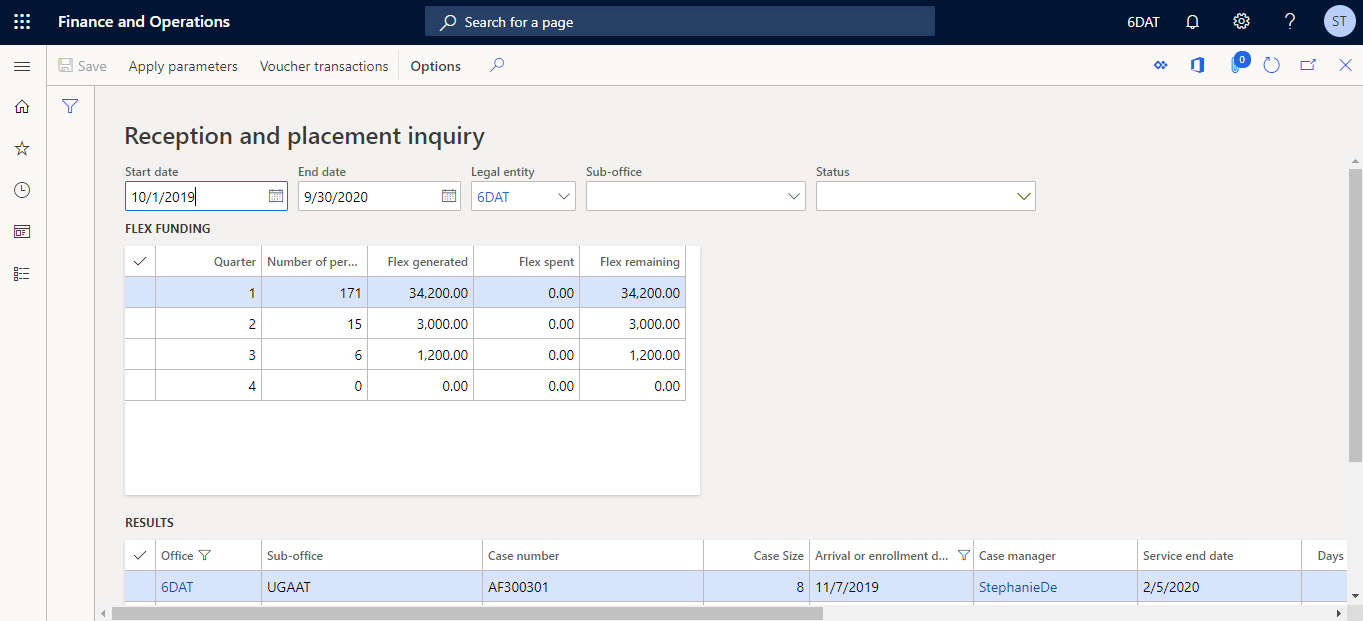 Finance and Operations Search for a page 6DAT ST
Save Apply parameters Voucher transactions Options 0
Reception and placement inquiry
Start date End date Legal entity Sub-office Status
10/1/2019 9/30/2020 6DAT
FLEX FUNDING
Quarter Number of per... Flex generated Flex spent Flex remaining
1 171 34,200.00 0.00 34,200.00
2 15 3,000.00 0.00 3,000.00
3 6 1,200.00 0.00 1,200.00
4 0 0.00 0.00 0.00
RESULTS
Office Sub-office Case number Case Size Arrival or enrollment d... Case manager Service end date Days
6DAT UGAAT AF300301 8 11/7/2019 StephanieDe 2/5/2020